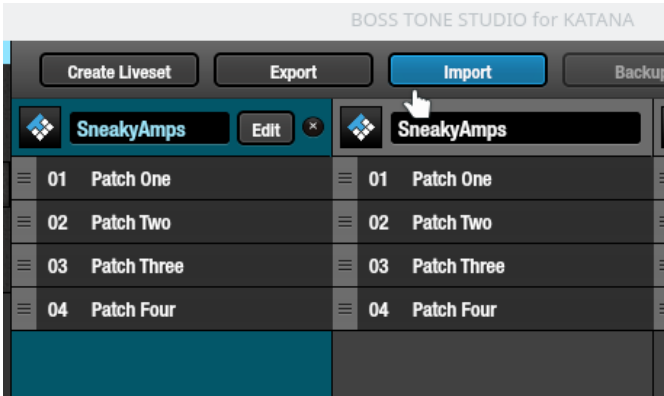 BOSS TONE STUDIO for KATANA
Create Liveset Export Import Backup
SneakyAmps Edit SneakyAmps
01 Patch One 01 Patch One
02 Patch Two 02 Patch Two
03 Patch Three 03 Patch Three
04 Patch Four 04 Patch Four